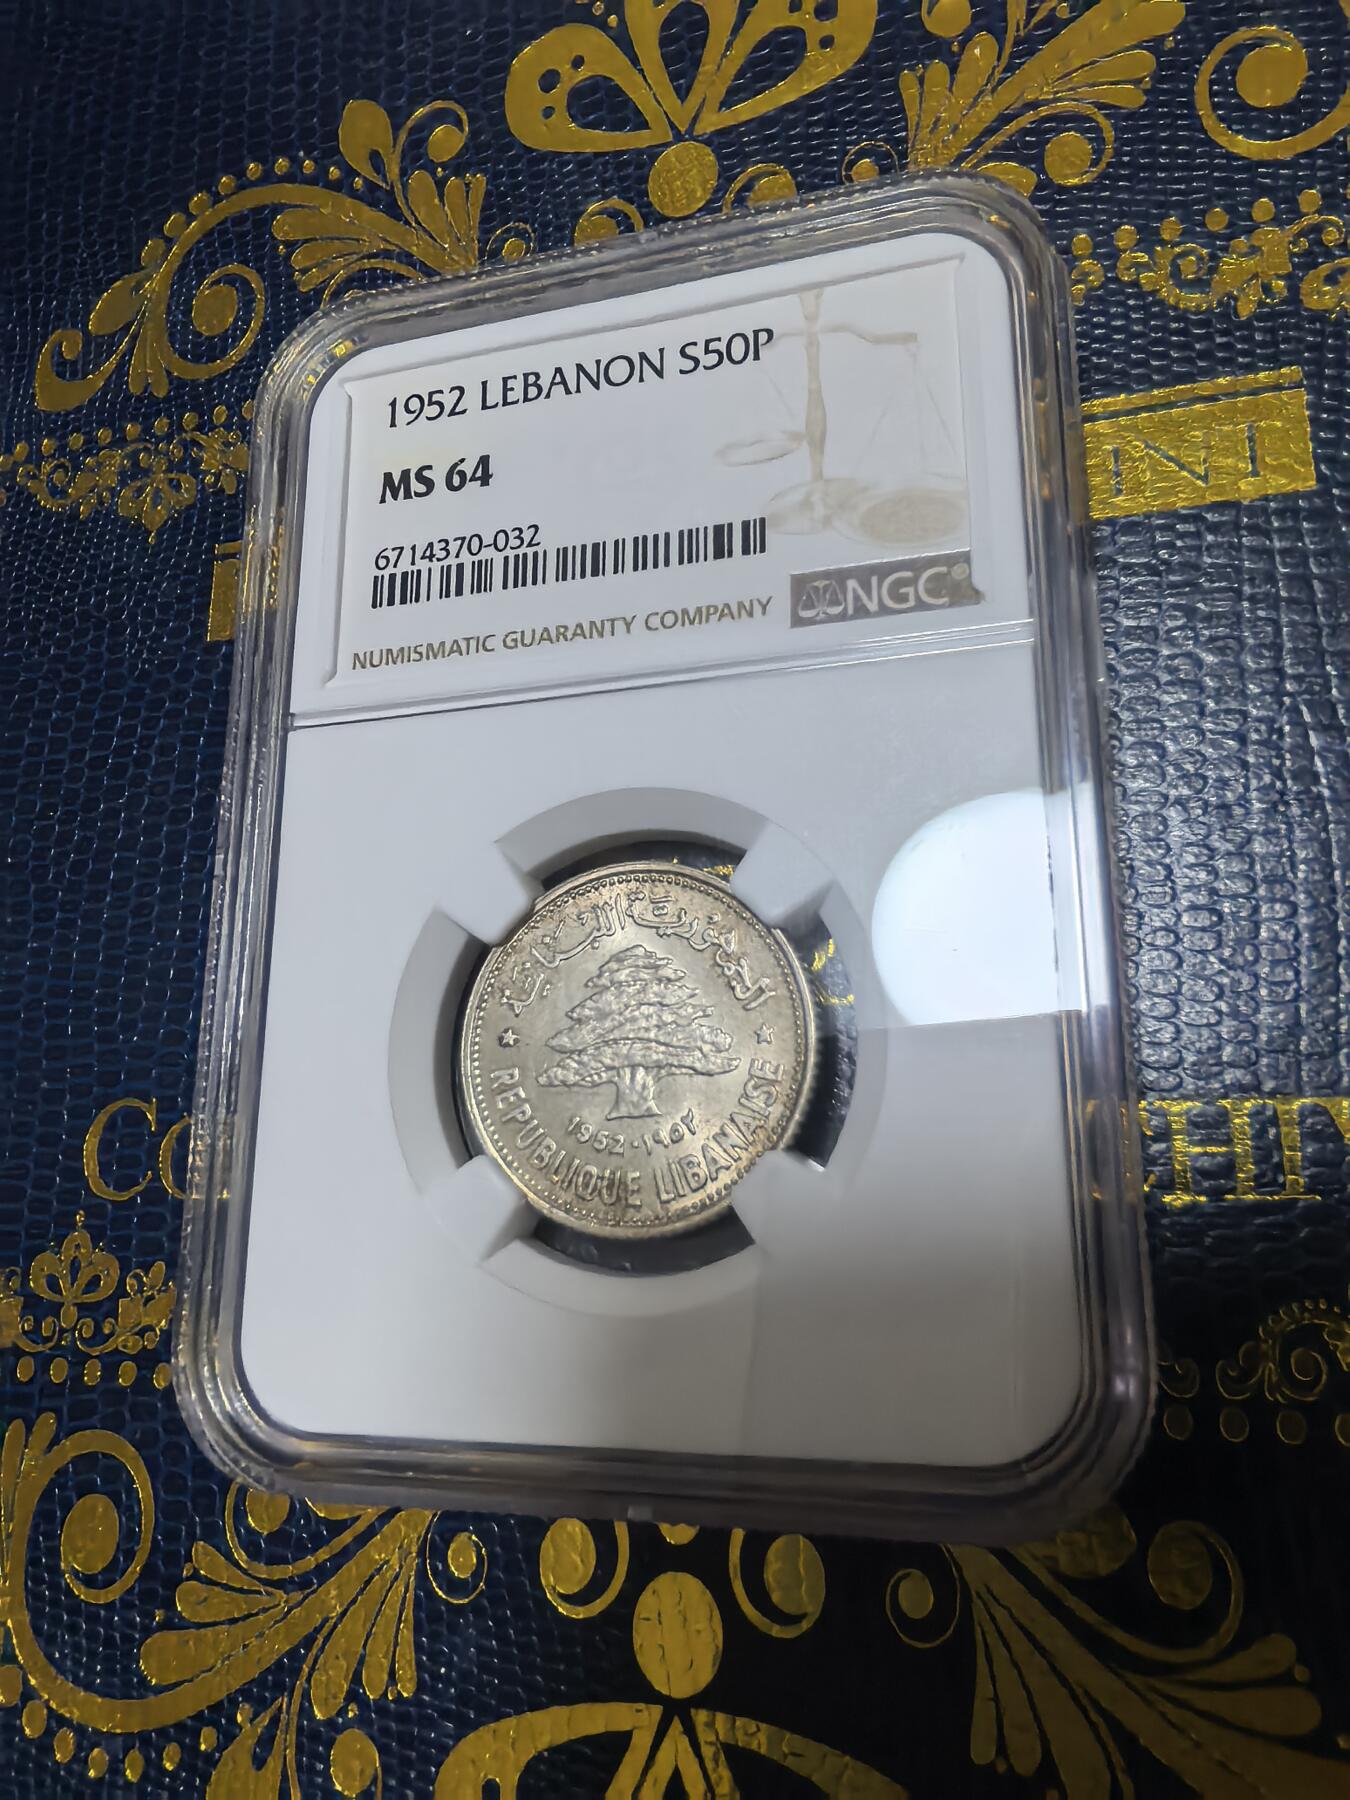 1952 LEBANON S50P
MS 64
6714370-032
NUMISMATIC GUARANTY COMPANY
NGC®
الجمهورية اللبنانية
1952·١٩٥٢
REPUBLIQUE LIBANAISE